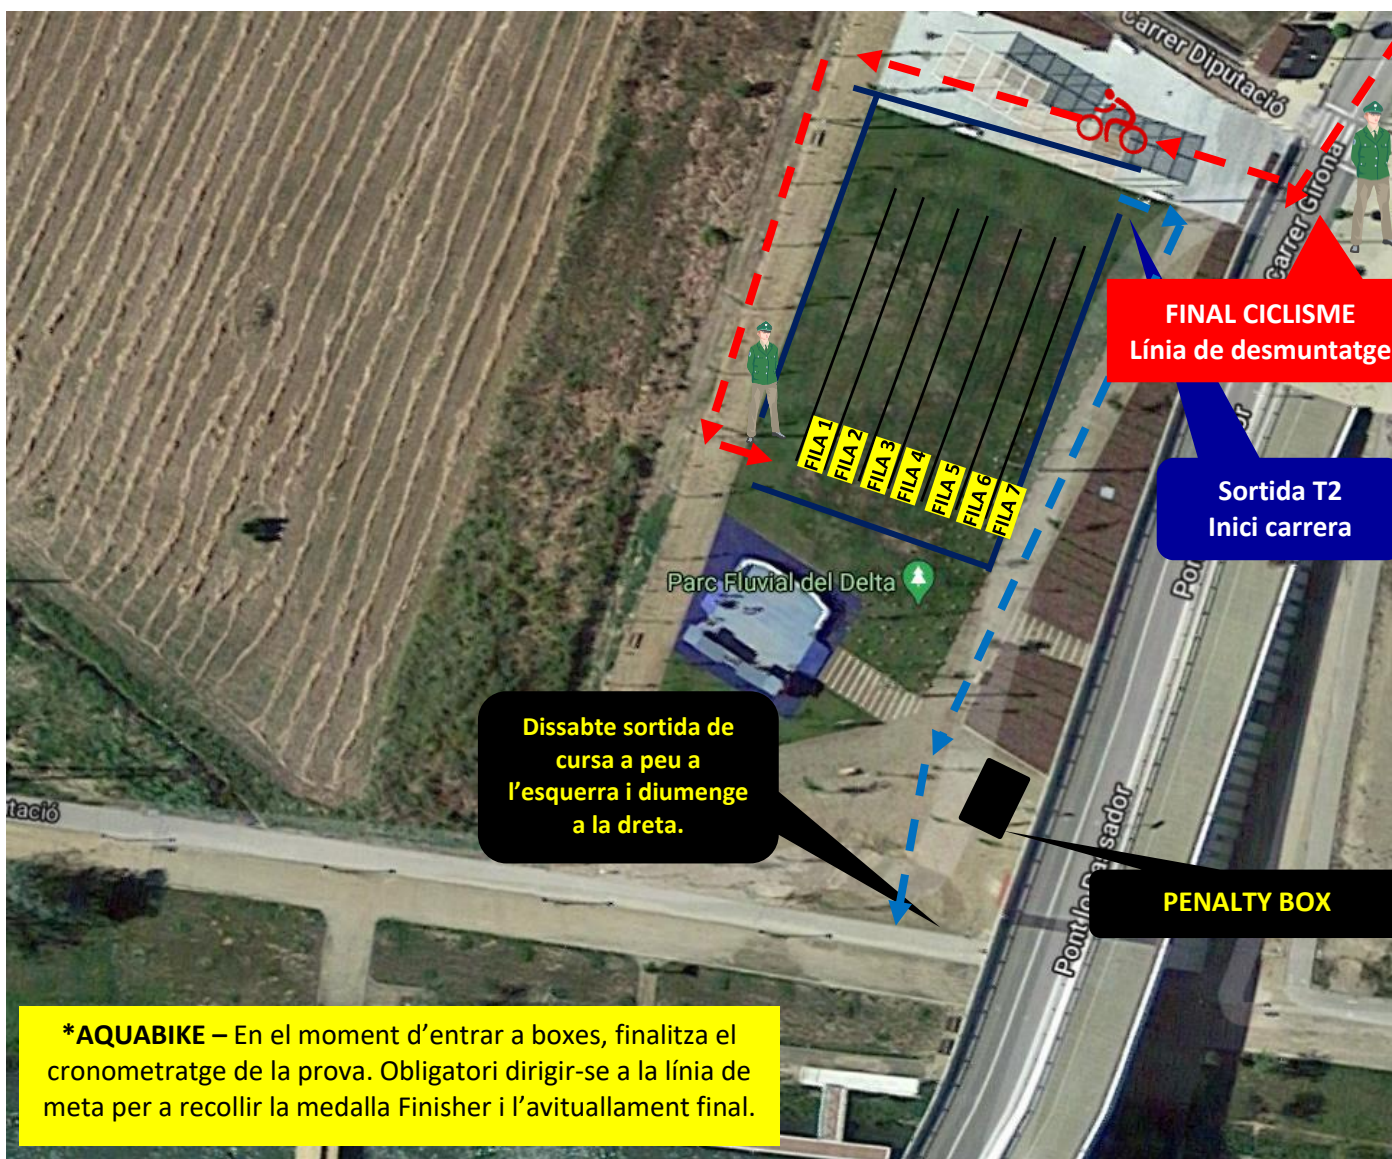 Carrer Diputació
Carrer Girona
FINAL CICLISME
Línia de desmuntatge
Sortida T2
Inici carrera
FILA 1
FILA 2
FILA 3
FILA 4
FILA 5
FILA 6
FILA 7
Parc Fluvial del Delta
Dissabte sortida de
cursa a peu a
l’esquerra i diumenge
a la dreta.
PENALTY BOX
*AQUABIKE – En el moment d’entrar a boxes, finalitza el
cronometratge de la prova. Obligatori dirigir-se a la línia de
meta per a recollir la medalla Finisher i l’avituallament final.